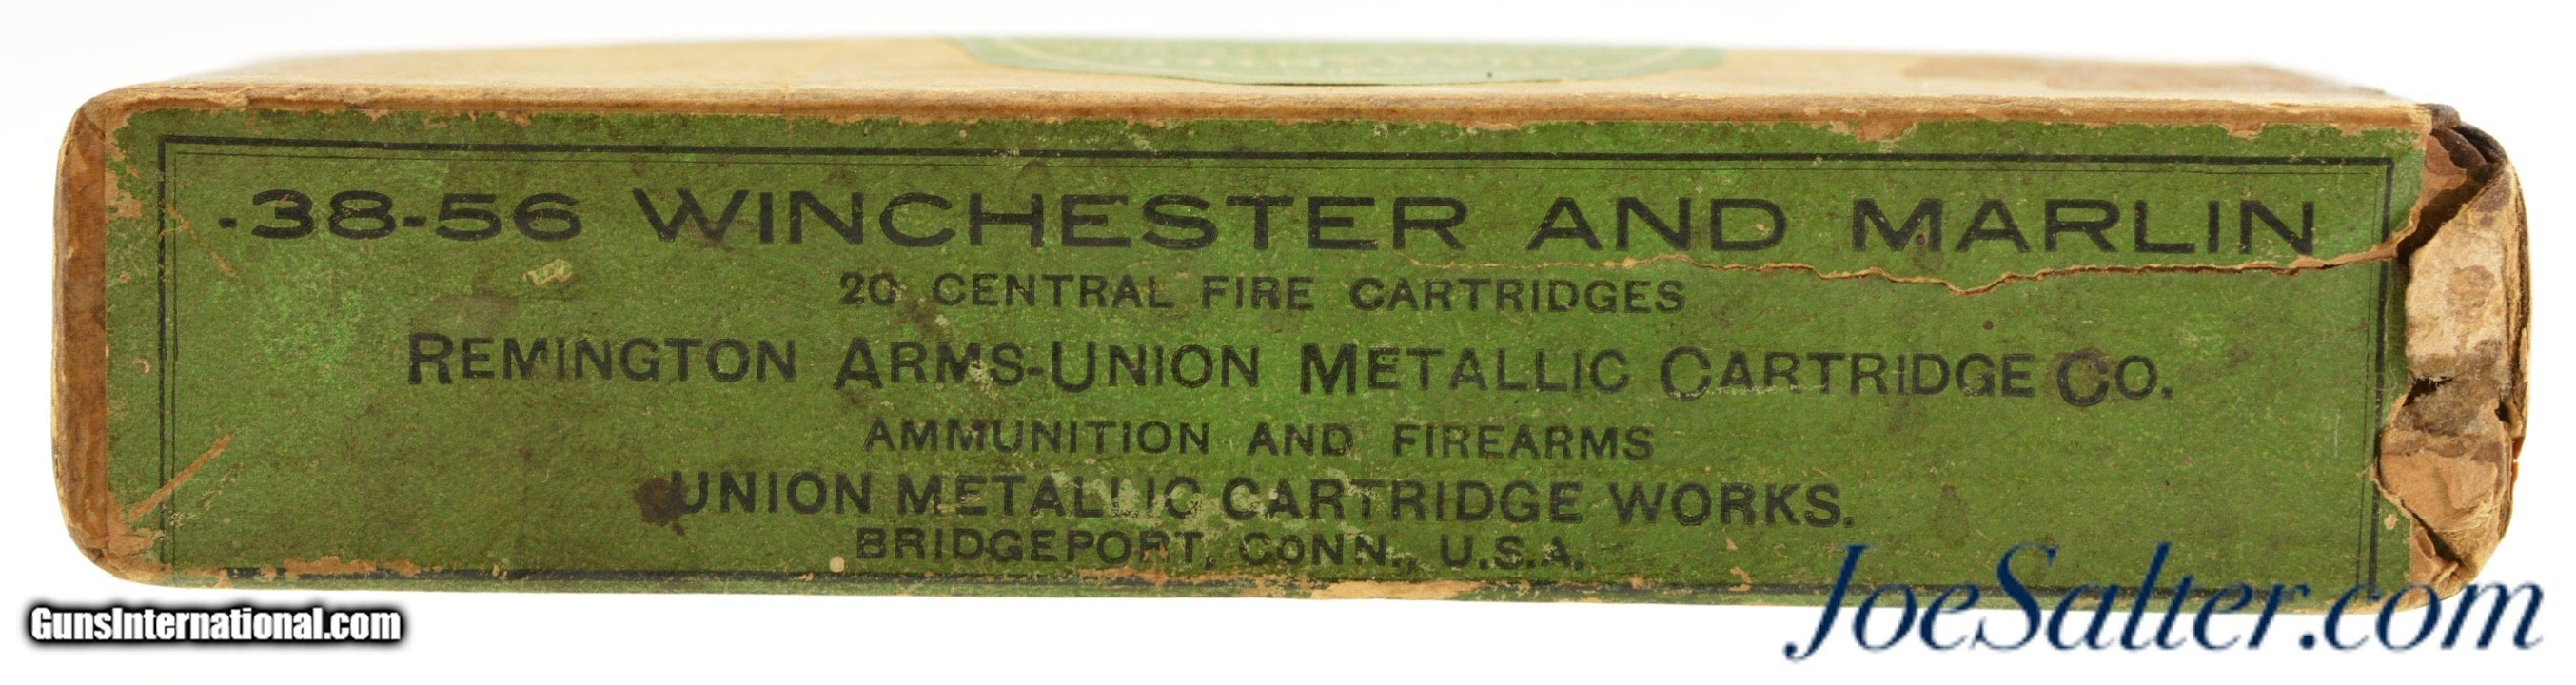 .38-56 WINCHESTER AND MARLIN
20 CENTRAL FIRE CARTRIDGES
REMINGTON ARMS-UNION METALLIC CARTRIDGE CO.
AMMUNITION AND FIREARMS
UNION METALLIC CARTRIDGE WORKS.
BRIDGEPORT, CONN., U.S.A.
GunsInternational.com
JoeSalter.com